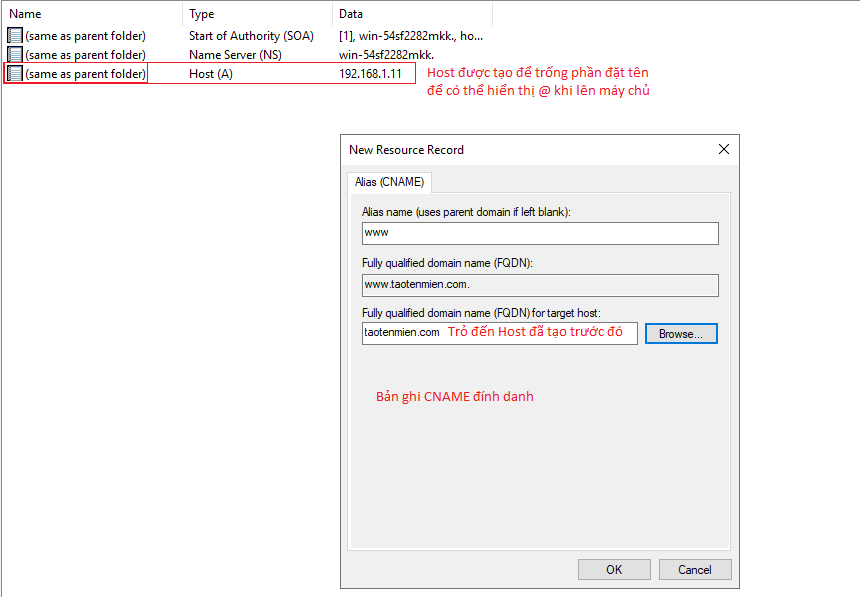 Name Type Data
(same as parent folder) Start of Authority (SOA) [1], win-54sf2282mkk., ho...
(same as parent folder) Name Server (NS) win-54sf2282mkk.
(same as parent folder) Host (A) 192.168.1.11
Host được tạo để trống phần đặt tên
để có thể hiển thị @ khi lên máy chủ
New Resource Record
Alias (CNAME)
Alias name (uses parent domain if left blank):
www
Fully qualified domain name (FQDN):
www.taotenmien.com.
Fully qualified domain name (FQDN) for target host:
taotenmien.com Trỏ đến Host đã tạo trước đó Browse...
Bản ghi CNAME đính danh
OK Cancel